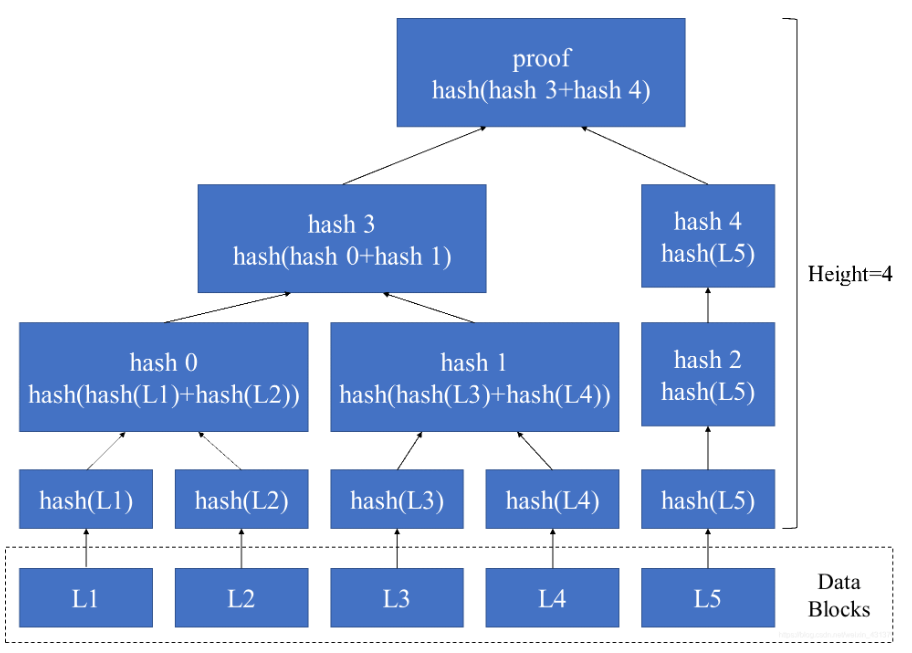 proof
hash(hash 3+hash 4)
hash 3
hash(hash 0+hash 1)
hash 4
hash(L5)
Height=4
hash 0
hash(hash(L1)+hash(L2))
hash 1
hash(hash(L3)+hash(L4))
hash 2
hash(L5)
hash(L1)
hash(L2)
hash(L3)
hash(L4)
hash(L5)
L1
L2
L3
L4
L5
Data
Blocks